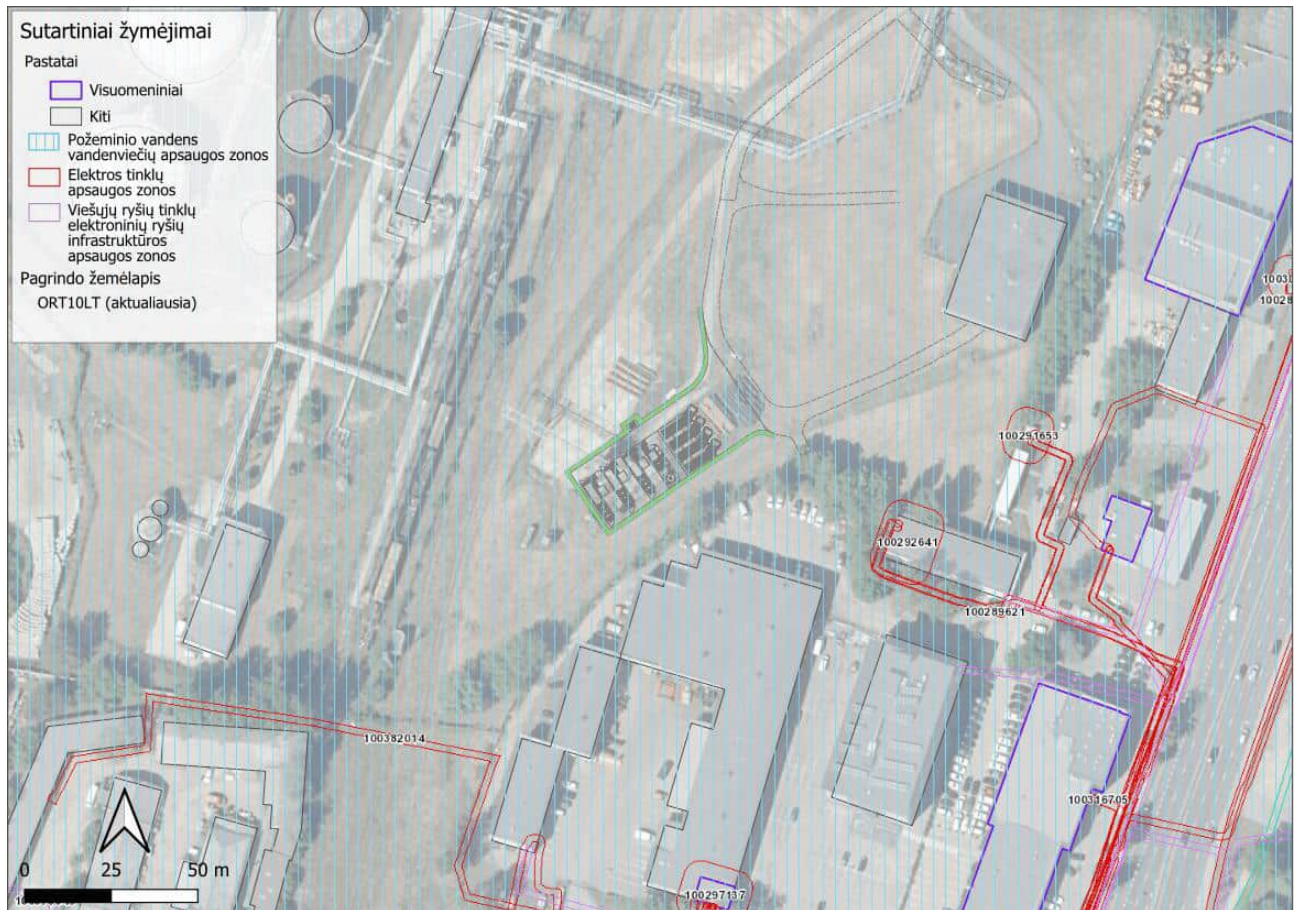 Sutartiniai žymėjimai
Pastatai
Visuomeniniai
Kiti
Požeminio vandens
vandenviečių apsaugos zonos
Elektros tinklų
apsaugos zonos
Viešųjų ryšių tinklų
elektroninių ryšių
infrastruktūros
apsaugos zonos
Pagrindo žemėlapis
ORT10LT (aktualiausia)
100291653
100292641
100289621
100382014
100316705
100297137
0 25 50 m